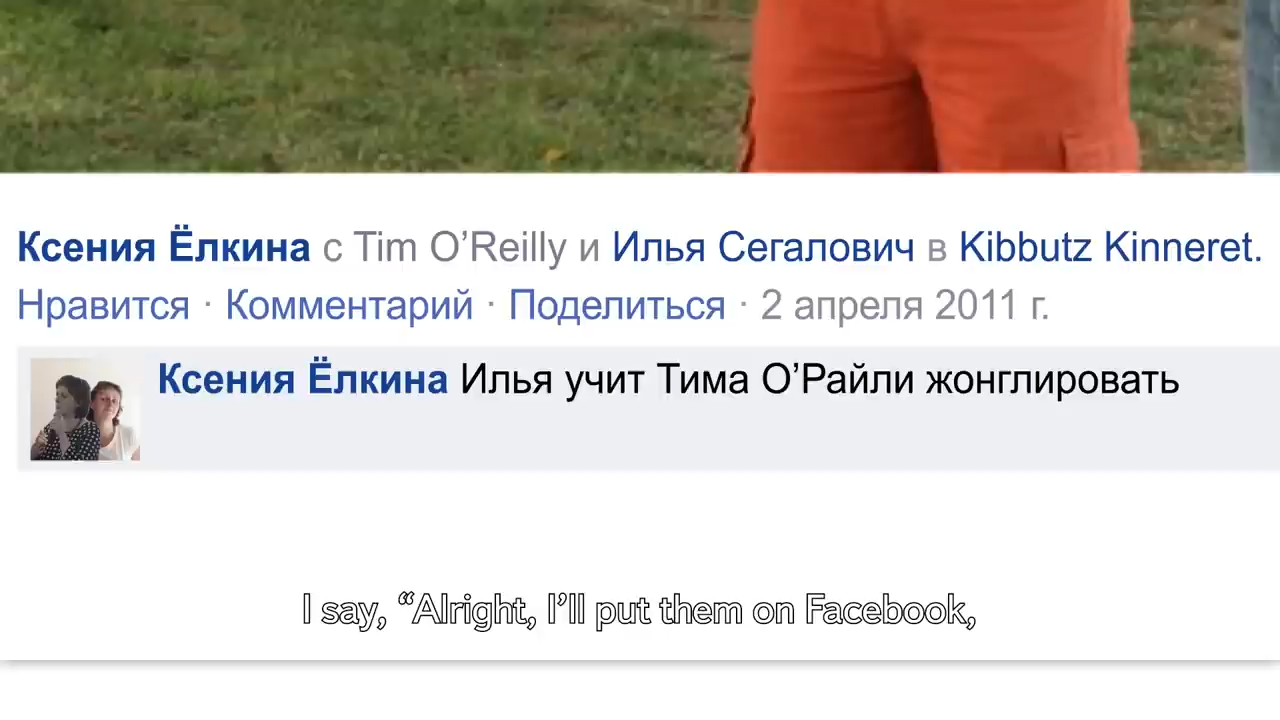 Ксения Ёлкина с Tim O’Reilly и Илья Сегалович в Kibbutz Kinneret.
Нравится · Комментарий · Поделиться · 2 апреля 2011 г.
Ксения Ёлкина Илья учит Тима О’Райли жонглировать
I say, “Alright, I’ll put them on Facebook,